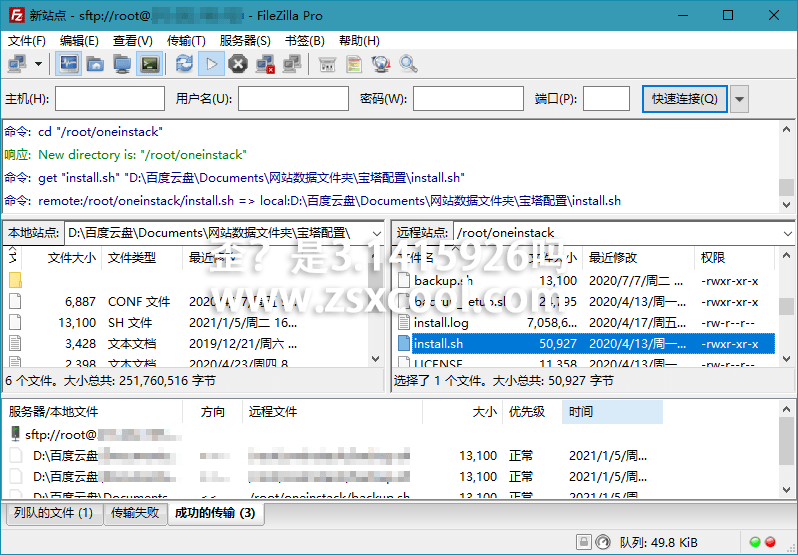 新站点 - sftp://root@ - FileZilla Pro
文件(F) 编辑(E) 查看(V) 传输(T) 服务器(S) 书签(B) 帮助(H)
主机(H): 用户名(U): 密码(W): 端口(P): 快速连接(Q)
命令: cd "/root/oneinstack"
响应: New directory is: "/root/oneinstack"
命令: get "install.sh" "D:\百度云盘\Documents\网站数据文件夹\宝塔配置\install.sh"
命令: remote:/root/oneinstack/install.sh => local:D:\百度云盘\Documents\网站数据文件夹\宝塔配置\install.sh
本地站点: D:\百度云盘\Documents\网站数据文件夹\宝塔配置\ 远程站点: /root/oneinstack
歪？是3.1415926吗
www.zsxcool.com
文件大小 文件类型 最近修改 文件名 文件大小 最近修改 权限
backup.sh 13,100 2020/7/7/周二 ... -rwxr-xr-x
6,887 CONF 文件 2020/4/17/周五 backup_setup.sh 2020/4/13/周一... -rwxr-xr-x
13,100 SH 文件 2021/1/5/周二 16... install.log 7,058,6... 2020/4/17/周五... -rw-r--r--
3,428 文本文档 2019/12/21/周六 ... install.sh 50,927 2020/4/13/周一... -rwxr-xr-x
2,398 文本文档 2020/4/23/周四 8... LICENSE 11,358 2020/4/13/周一... -rw-r--r--
6 个文件。大小总共: 251,760,516 字节 选择了 1 个文件。大小总共: 50,927 字节
服务器/本地文件 方向 远程文件 大小 优先级 时间
sftp://root@
D:\百度云盘 13,100 正常 2021/1/5/周...
D:\百度云盘 13,100 正常 2021/1/5/周...
D:\百度云盘\Documents... << /root/oneinstack/backup.sh 13,100 正常 2021/1/5/周...
列队的文件 (1) 传输失败 成功的传输 (3)
队列: 49.8 KiB